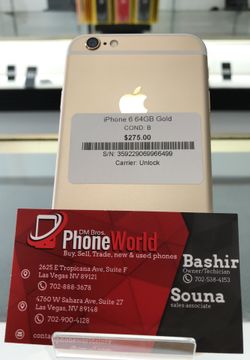 iPhone 6 64GB Gold
COND: B
$275.00
S/N: 359229069966499
Carrier: Unlock
DM Bros.
PhoneWorld
Buy, Sell, Trade, new & used phones
2625 E Tropicana Ave, Suite F
Las Vegas NV 89121
702-888-3678
4760 W Sahara Ave, Suite 27
Las Vegas, NV 89148
702-900-4128
Bashir
Owner/Techician
702-538-4153
Souna
sales associate